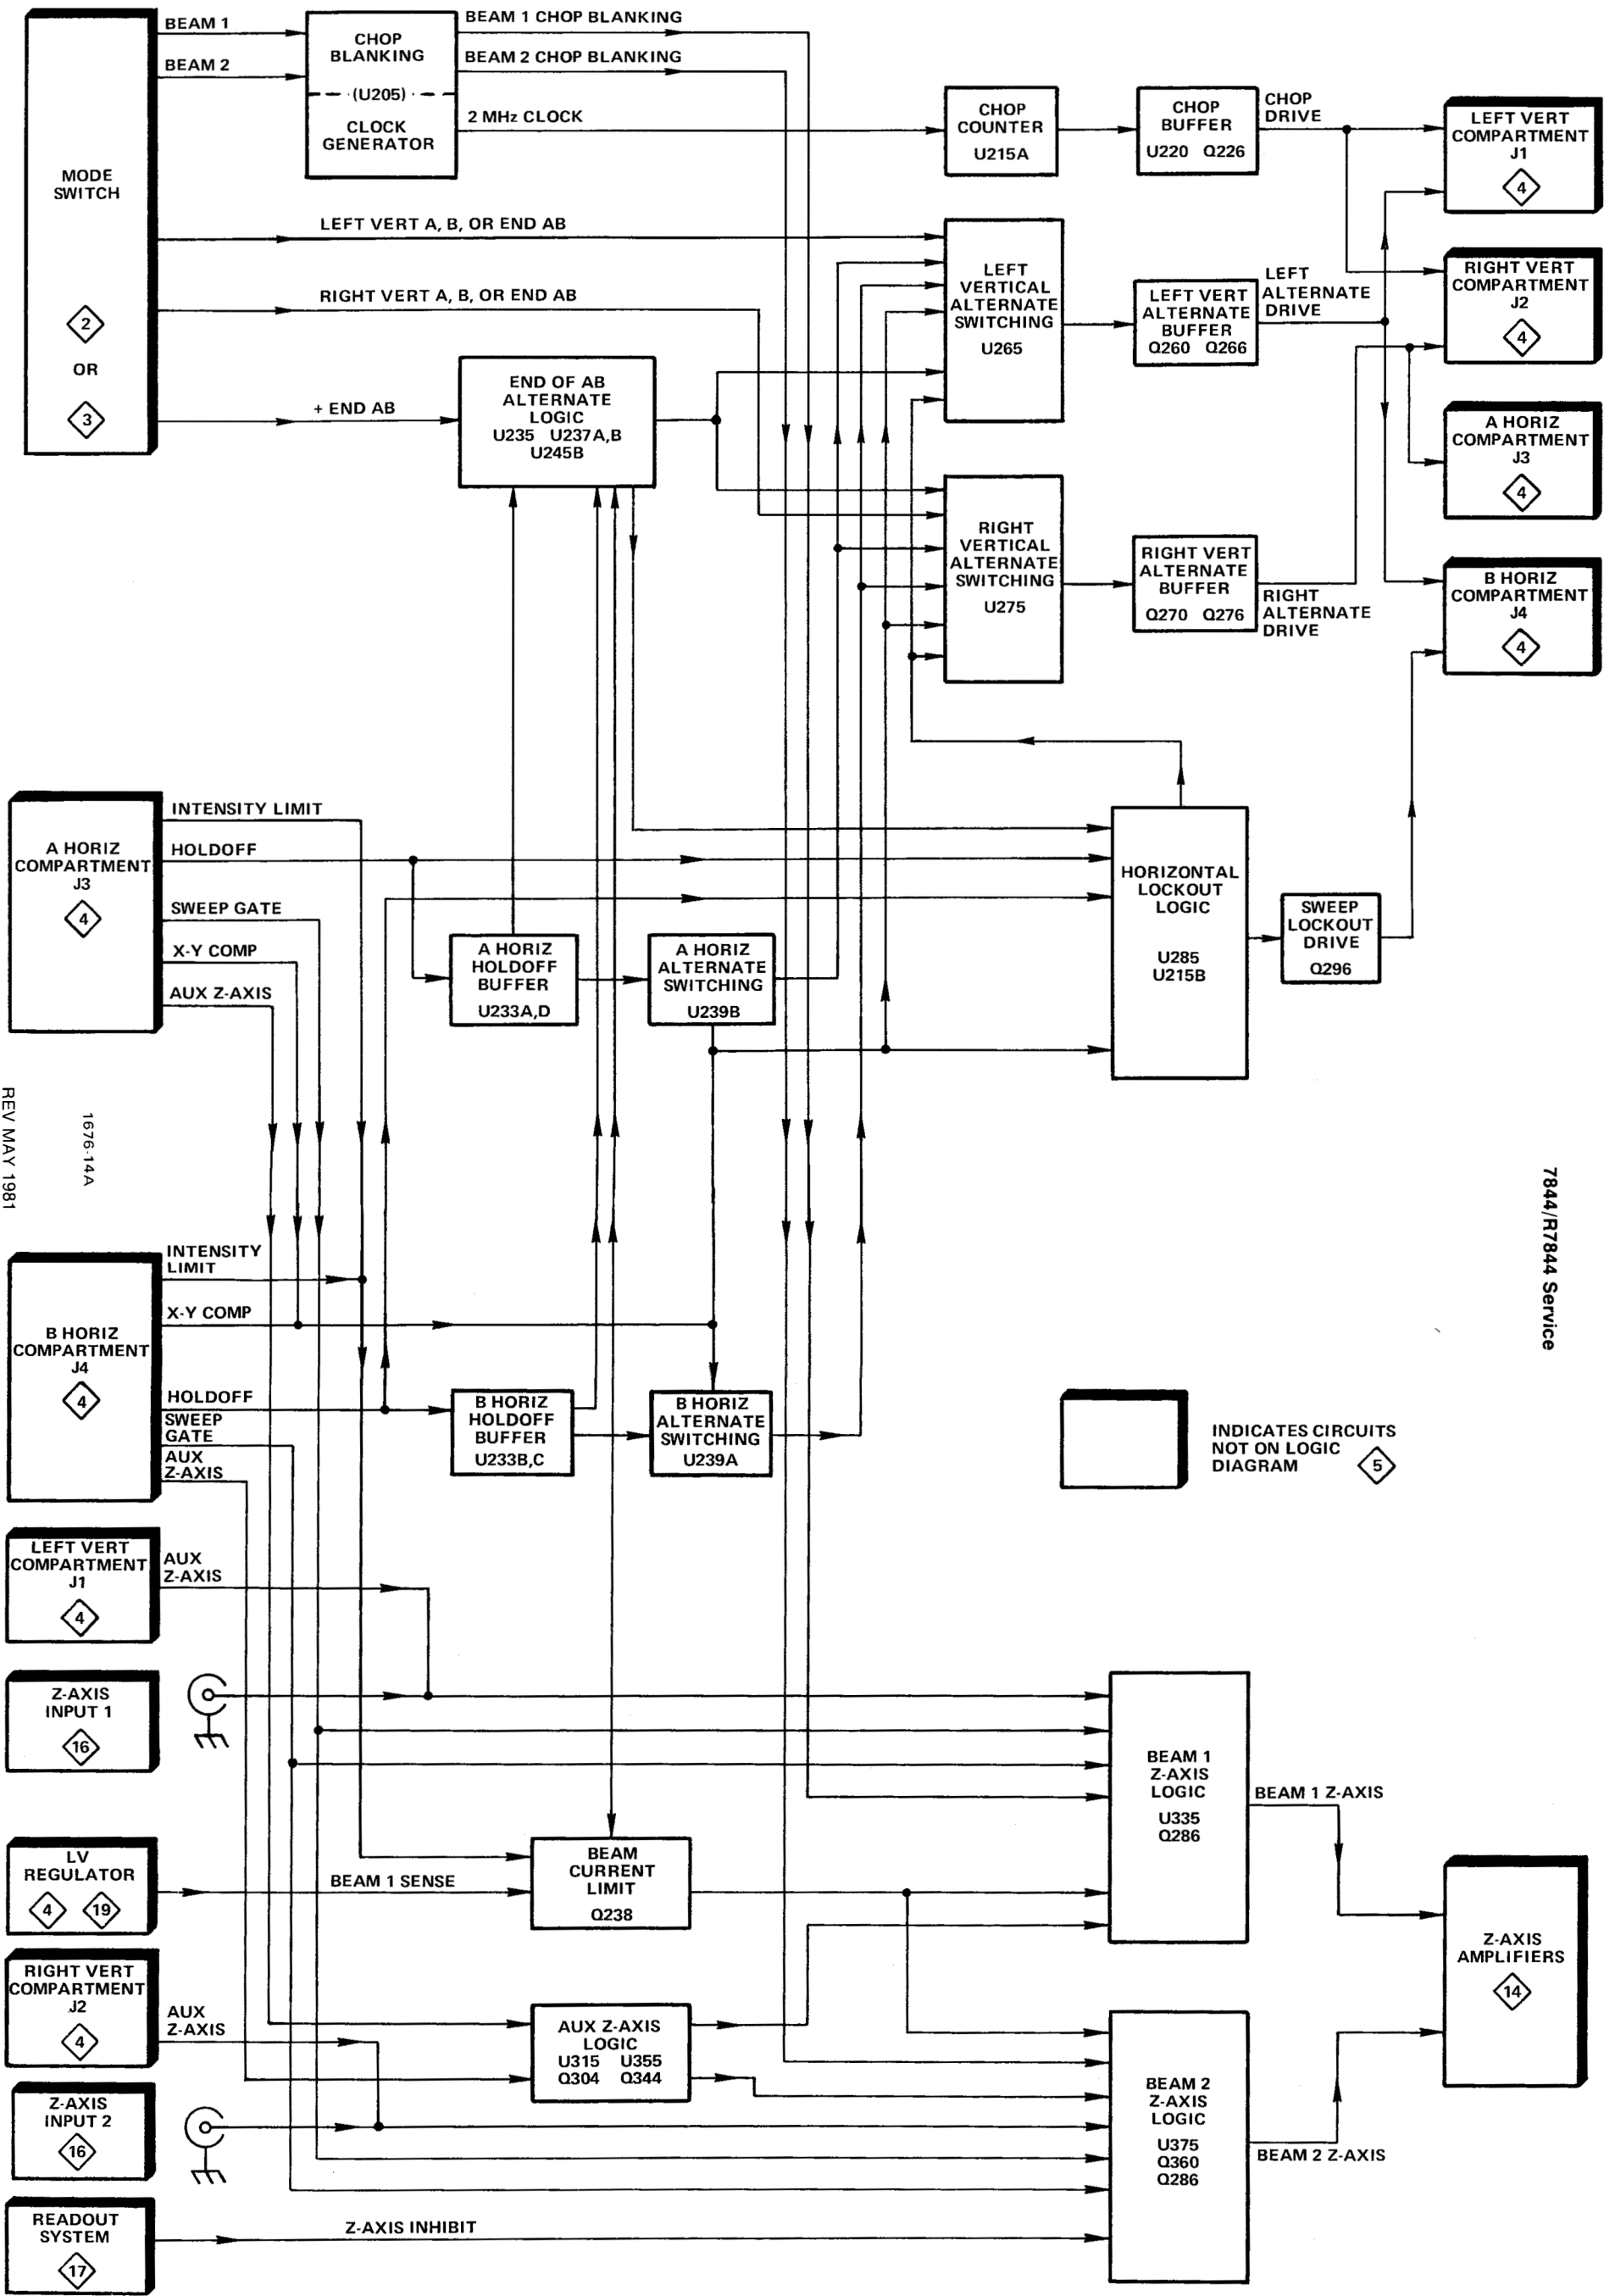 BEAM 1
BEAM 2
MODE
SWITCH
2
OR
3
CHOP
BLANKING
(U205)
CLOCK
GENERATOR
BEAM 1 CHOP BLANKING
BEAM 2 CHOP BLANKING
2 MHz CLOCK
CHOP
COUNTER
U215A
CHOP
BUFFER
U220 Q226
CHOP
DRIVE
LEFT VERT
COMPARTMENT
J1
4
LEFT VERT A, B, OR END AB
RIGHT VERT A, B, OR END AB
+ END AB
END OF AB
ALTERNATE
LOGIC
U235 U237A,B
U245B
LEFT
VERTICAL
ALTERNATE
SWITCHING
U265
LEFT VERT
ALTERNATE
BUFFER
Q260 Q266
LEFT
ALTERNATE
DRIVE
RIGHT VERT
COMPARTMENT
J2
4
A HORIZ
COMPARTMENT
J3
4
RIGHT
VERTICAL
ALTERNATE
SWITCHING
U275
RIGHT VERT
ALTERNATE
BUFFER
Q270 Q276
RIGHT
ALTERNATE
DRIVE
B HORIZ
COMPARTMENT
J4
4
A HORIZ
COMPARTMENT
J3
4
INTENSITY LIMIT
HOLDOFF
SWEEP GATE
X-Y COMP
AUX Z-AXIS
A HORIZ
HOLDOFF
BUFFER
U233A,D
A HORIZ
ALTERNATE
SWITCHING
U239B
HORIZONTAL
LOCKOUT
LOGIC
U285
U215B
SWEEP
LOCKOUT
DRIVE
Q296
REV MAY 1981
1676-14A
7844/R7844 Service
B HORIZ
COMPARTMENT
J4
4
INTENSITY
LIMIT
X-Y COMP
HOLDOFF
SWEEP
GATE
AUX
Z-AXIS
B HORIZ
HOLDOFF
BUFFER
U233B,C
B HORIZ
ALTERNATE
SWITCHING
U239A
INDICATES CIRCUITS
NOT ON LOGIC
DIAGRAM 5
LEFT VERT
COMPARTMENT
J1
4
AUX
Z-AXIS
Z-AXIS
INPUT 1
16
BEAM 1
Z-AXIS
LOGIC
U335
Q286
BEAM 1 Z-AXIS
LV
REGULATOR
4 19
BEAM 1 SENSE
BEAM
CURRENT
LIMIT
Q238
RIGHT VERT
COMPARTMENT
J2
4
AUX
Z-AXIS
AUX Z-AXIS
LOGIC
U315 U355
Q304 Q344
Z-AXIS
AMPLIFIERS
14
Z-AXIS
INPUT 2
16
BEAM 2
Z-AXIS
LOGIC
U375
Q360
Q286
BEAM 2 Z-AXIS
READOUT
SYSTEM
17
Z-AXIS INHIBIT